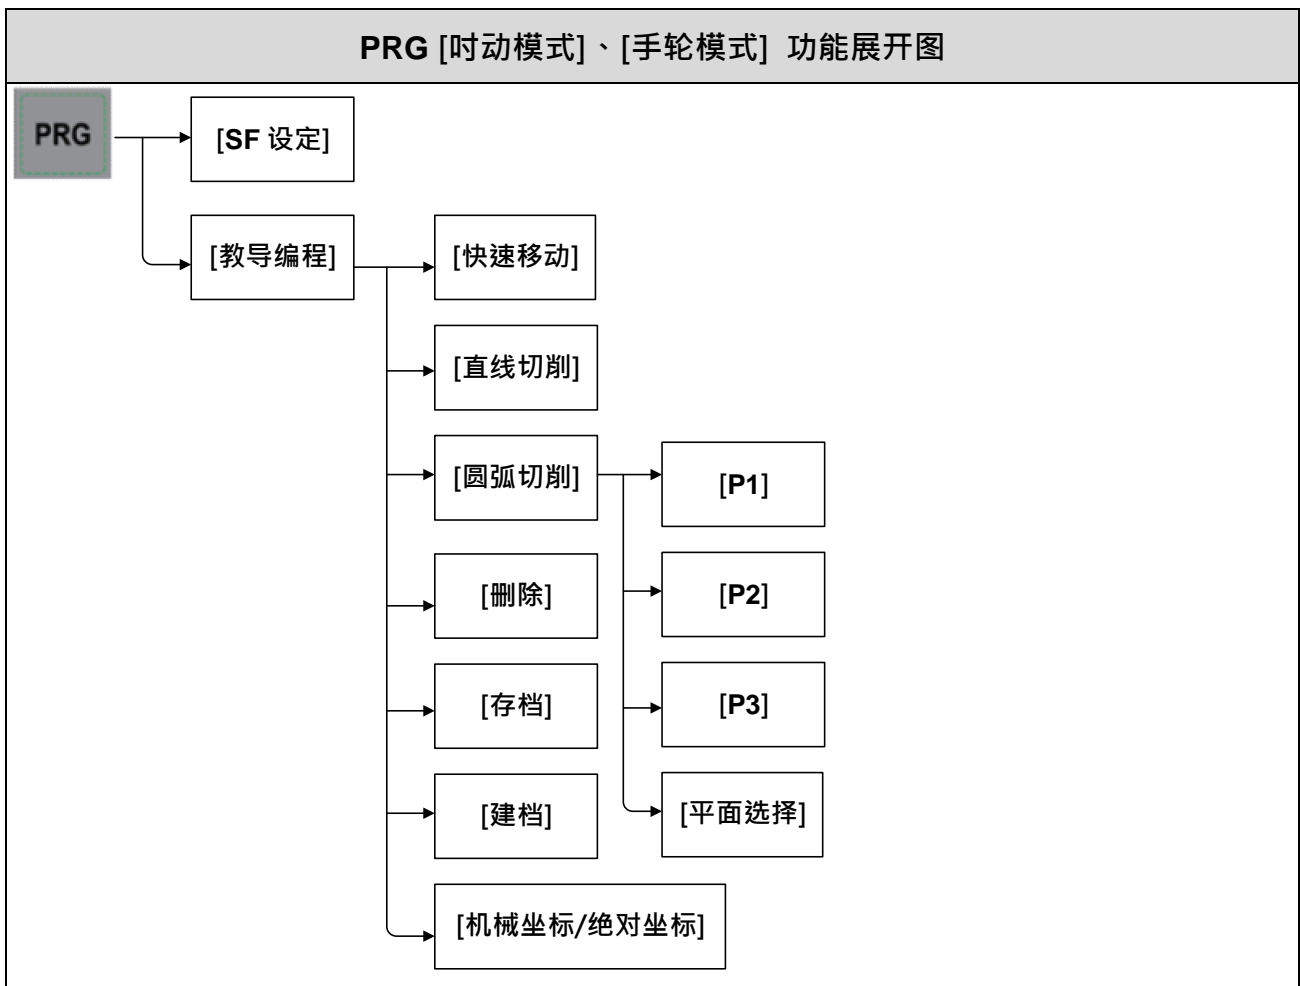 PRG [吋动模式]、[手轮模式] 功能展开图
PRG
[SF 设定]
[教导编程]
[快速移动]
[直线切削]
[圆弧切削]
[P1]
[P2]
[删除]
[P3]
[存档]
[建档]
[平面选择]
[机械坐标/绝对坐标]